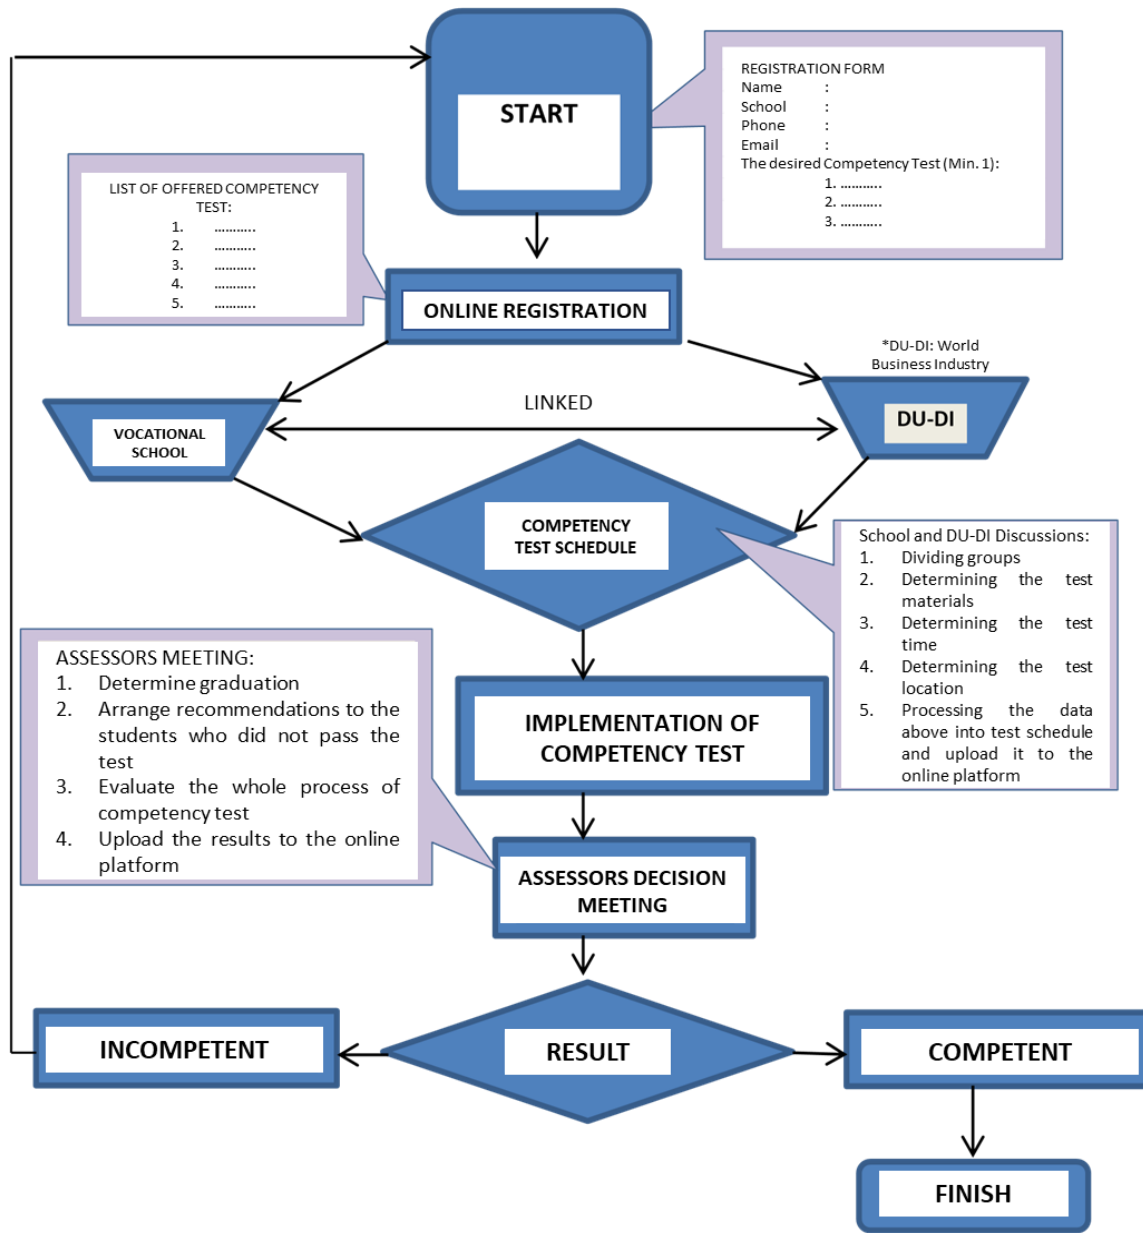 START
REGISTRATION FORM
Name :
School :
Phone :
Email :
The desired Competency Test (Min. 1):
1. ...........
2. ...........
3. ...........
LIST OF OFFERED COMPETENCY
TEST:
1. ...........
2. ...........
3. ...........
4. ...........
5. ...........
ONLINE REGISTRATION
*DU-DI: World
Business Industry
LINKED
VOCATIONAL
SCHOOL
DU-DI
COMPETENCY
TEST SCHEDULE
School and DU-DI Discussions:
1. Dividing groups
2. Determining the test
materials
3. Determining the test
time
4. Determining the test
location
5. Processing the data
above into test schedule
and upload it to the
online platform
ASSESSORS MEETING:
1. Determine graduation
2. Arrange recommendations to the
students who did not pass the
test
3. Evaluate the whole process of
competency test
4. Upload the results to the online
platform
IMPLEMENTATION OF
COMPETENCY TEST
ASSESSORS DECISION
MEETING
INCOMPETENT
RESULT
COMPETENT
FINISH